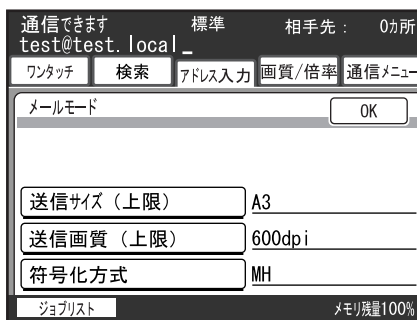 通信できます 標準 相手先: 0カ所
test@test.local_
ワンタッチ 検索 アドレス入力 画質/倍率 通信メニュー
メールモード OK
送信サイズ(上限) A3
送信画質(上限) 600dpi
符号化方式 MH
ジョブリスト メモリ残量100%